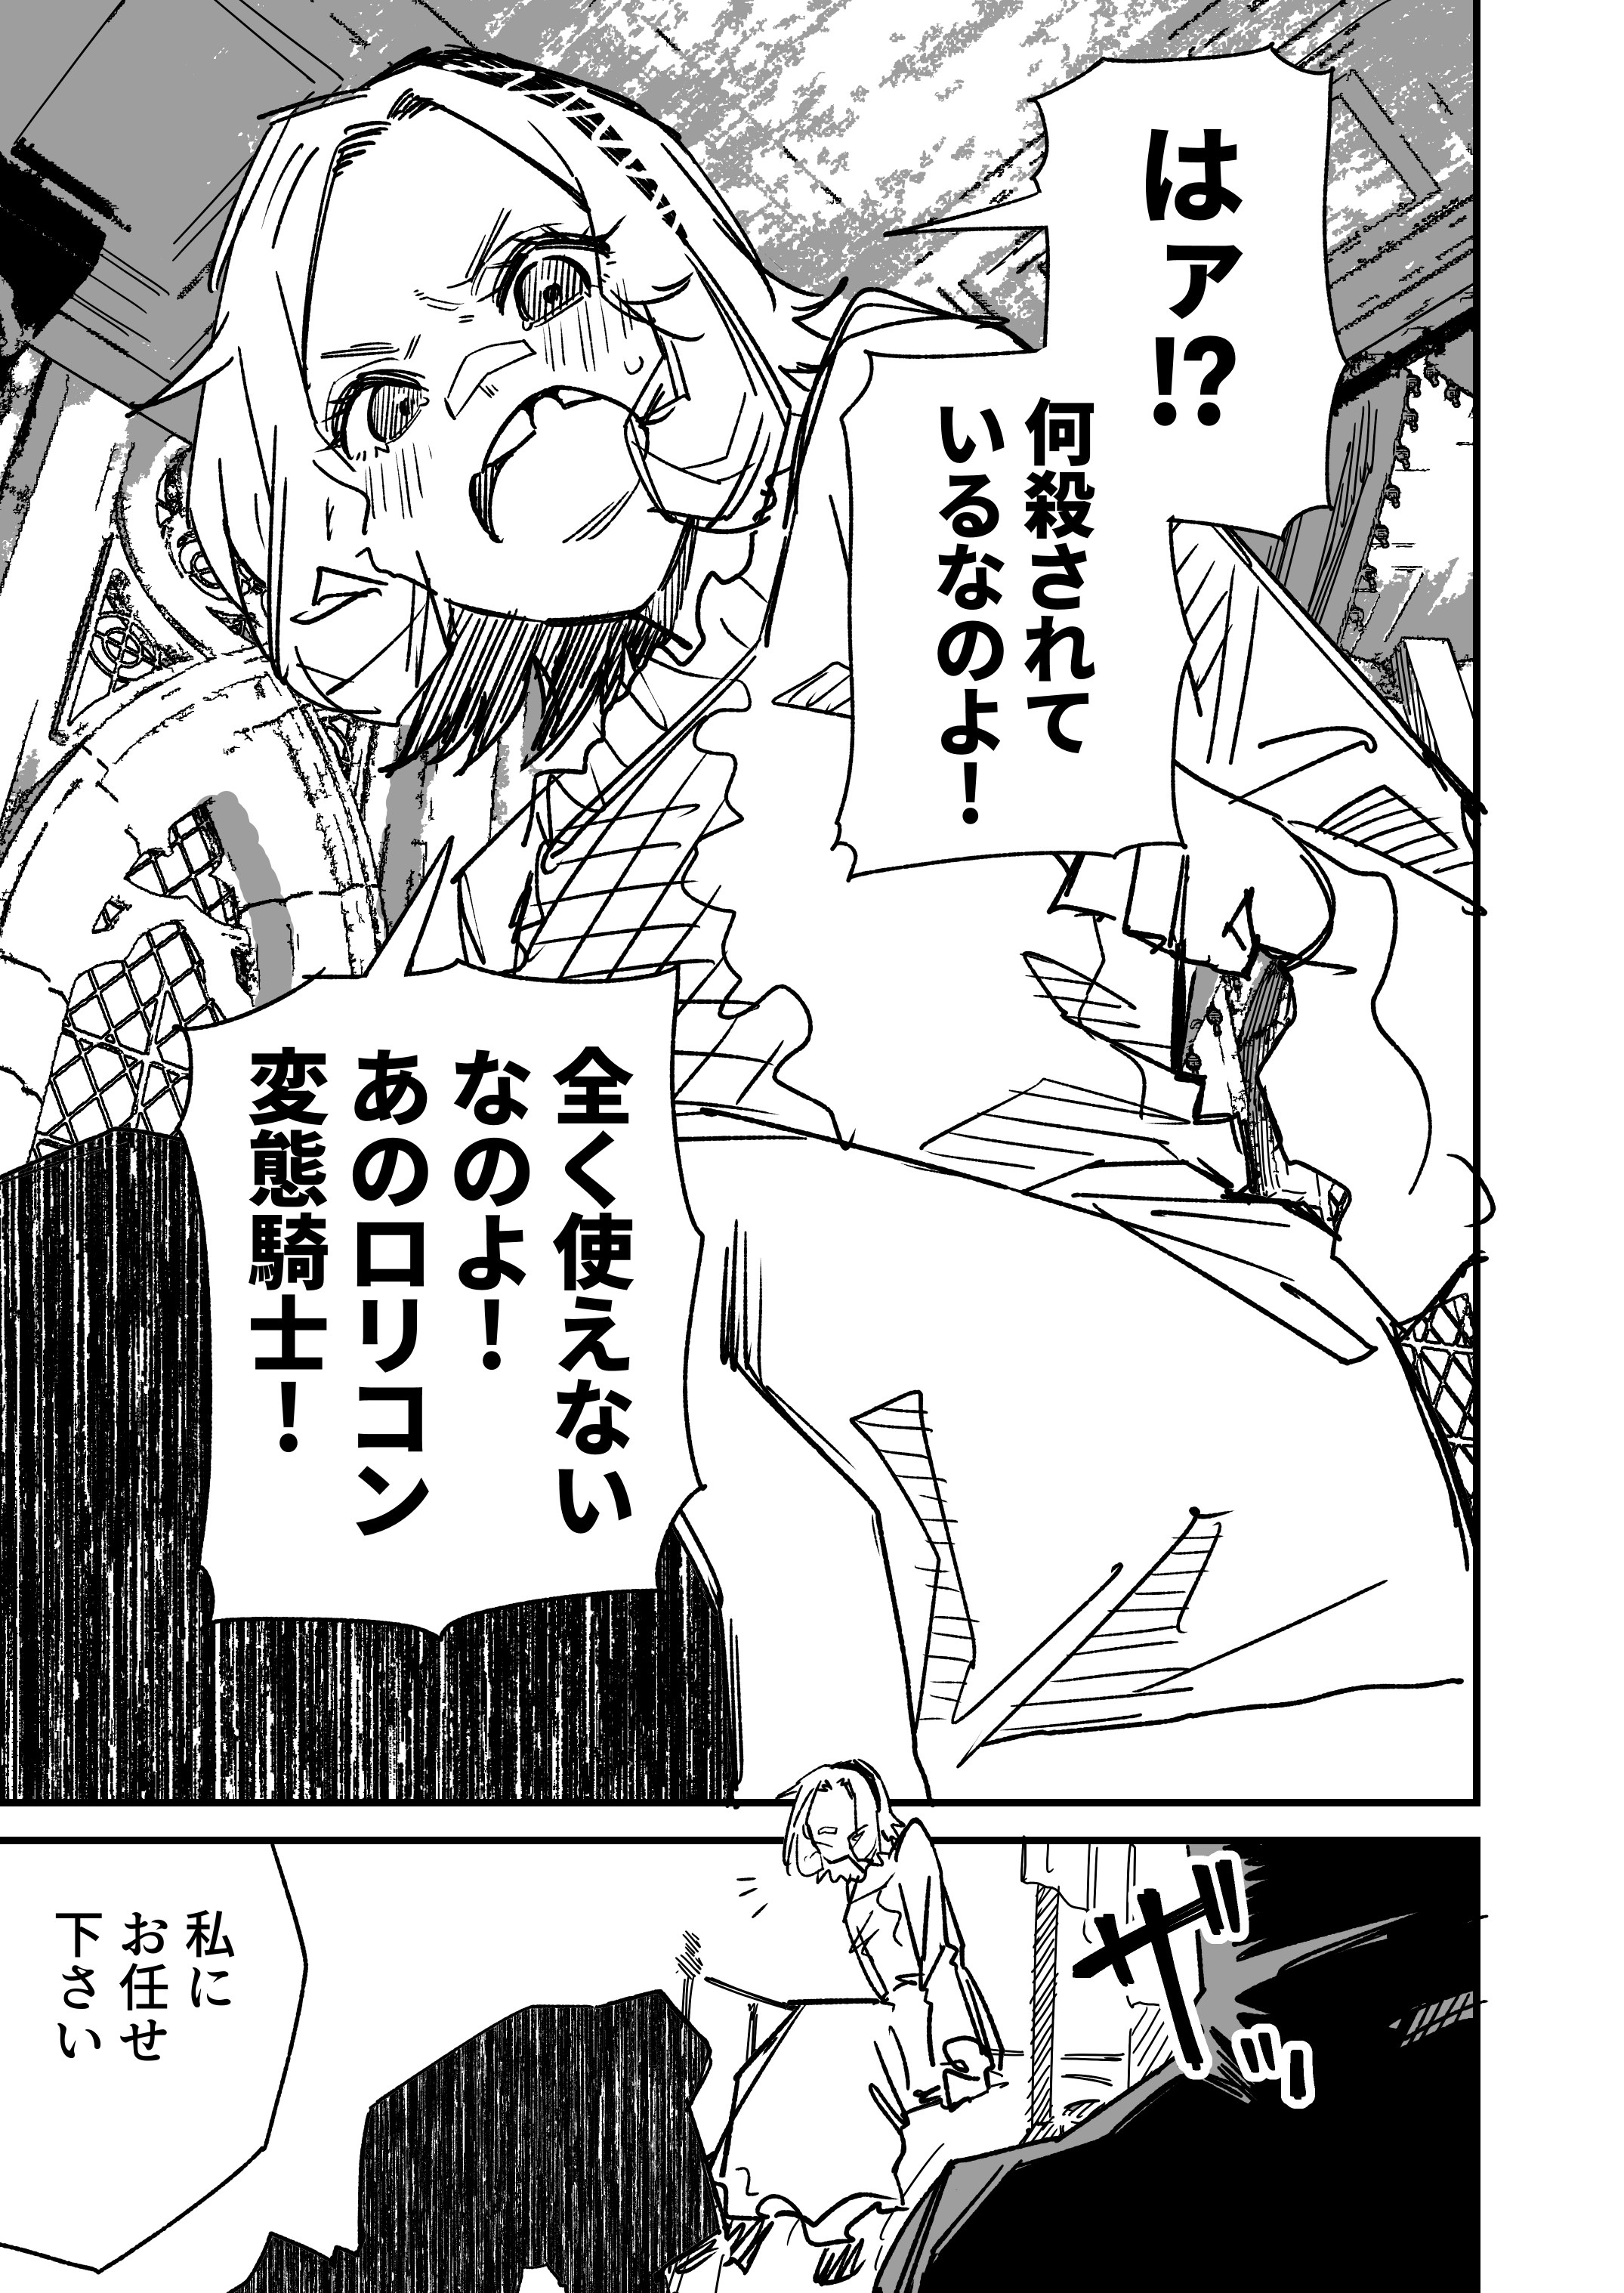 はァ!?
何殺されて
いるなのよ!
全く使えない
なのよ!
あのロリコン
変態騎士!
ザッ
私に
お任せ
下さい